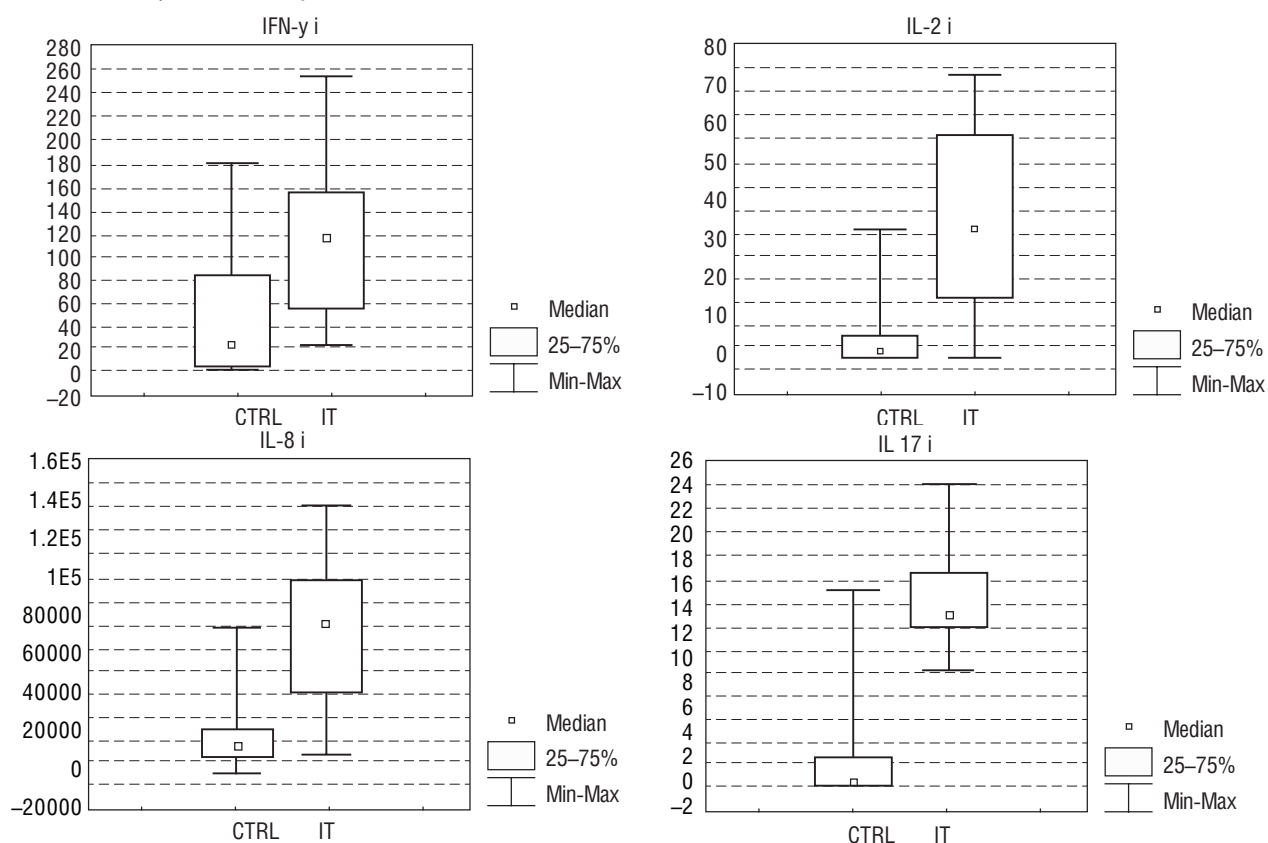 IFN-y i
280
260
240
220
200
180
160
140
120
100
80
60
40
20
0
–20
CTRL IT
Median
25–75%
Min-Max
IL-2 i
80
70
60
50
40
30
20
10
0
–10
CTRL IT
Median
25–75%
Min-Max
IL-8 i
1.6E5
1.4E5
1.2E5
1E5
80000
60000
40000
20000
0
–20000
CTRL IT
Median
25–75%
Min-Max
IL 17 i
26
24
22
20
18
16
14
12
10
8
6
4
2
0
–2
CTRL IT
Median
25–75%
Min-Max